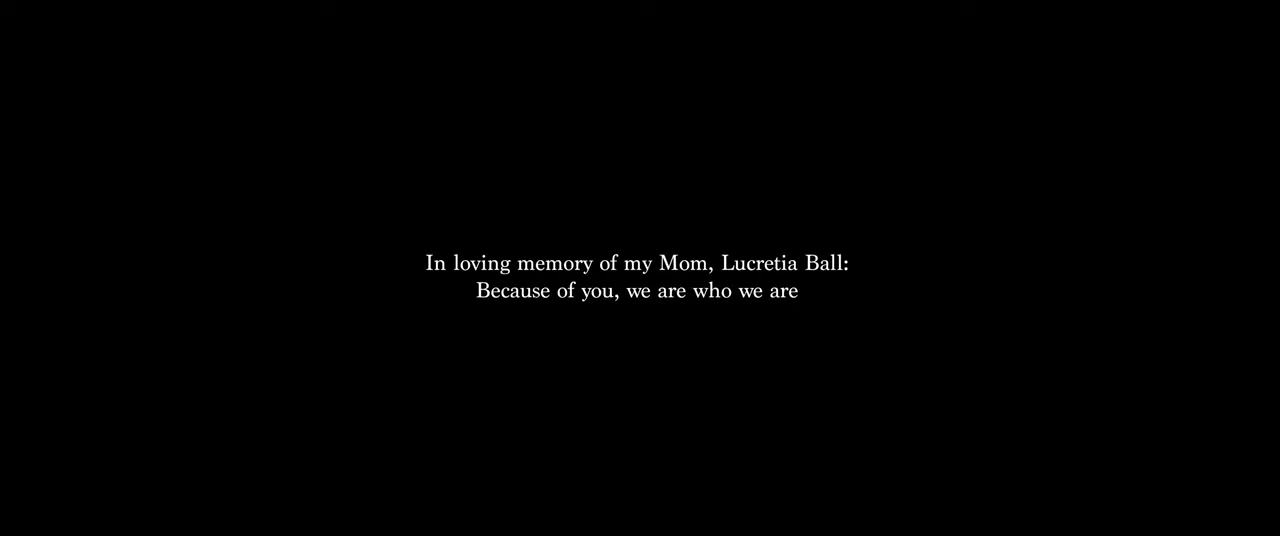 In loving memory of my Mom, Lucretia Ball:
Because of you, we are who we are